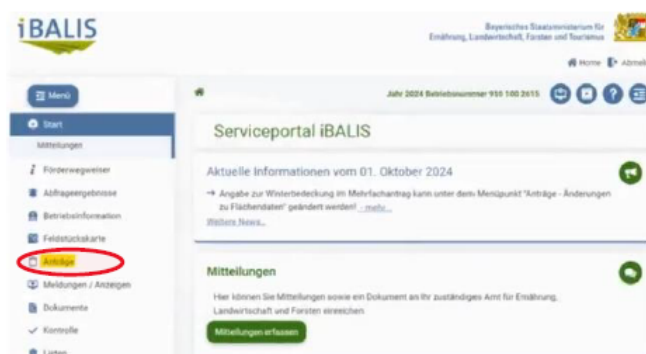 iBALIS
Bayerisches Staatsministerium für
Ernährung, Landwirtschaft, Forsten und Tourismus
Home Abmel
Menü
Jahr 2024 Betriebsnummer 955 100 2615
Start
Mitteilungen
Förderwegweiser
Abfrageergebnisse
Betriebsinformation
Feldstückskarte
Anträge
Meldungen / Anzeigen
Dokumente
Kontrolle
Listen
Serviceportal iBALIS
Aktuelle Informationen vom 01. Oktober 2024
→ Angabe zur Winterbedeckung im Mehrfachantrag kann unter dem Menüpunkt "Anträge - Änderungen
zu Flächendaten" geändert werden! - mehr...
Weitere News...
Mitteilungen
Hier können Sie Mitteilungen sowie ein Dokument an Ihr zuständiges Amt für Ernährung,
Landwirtschaft und Forsten einreichen.
Mitteilungen erfassen